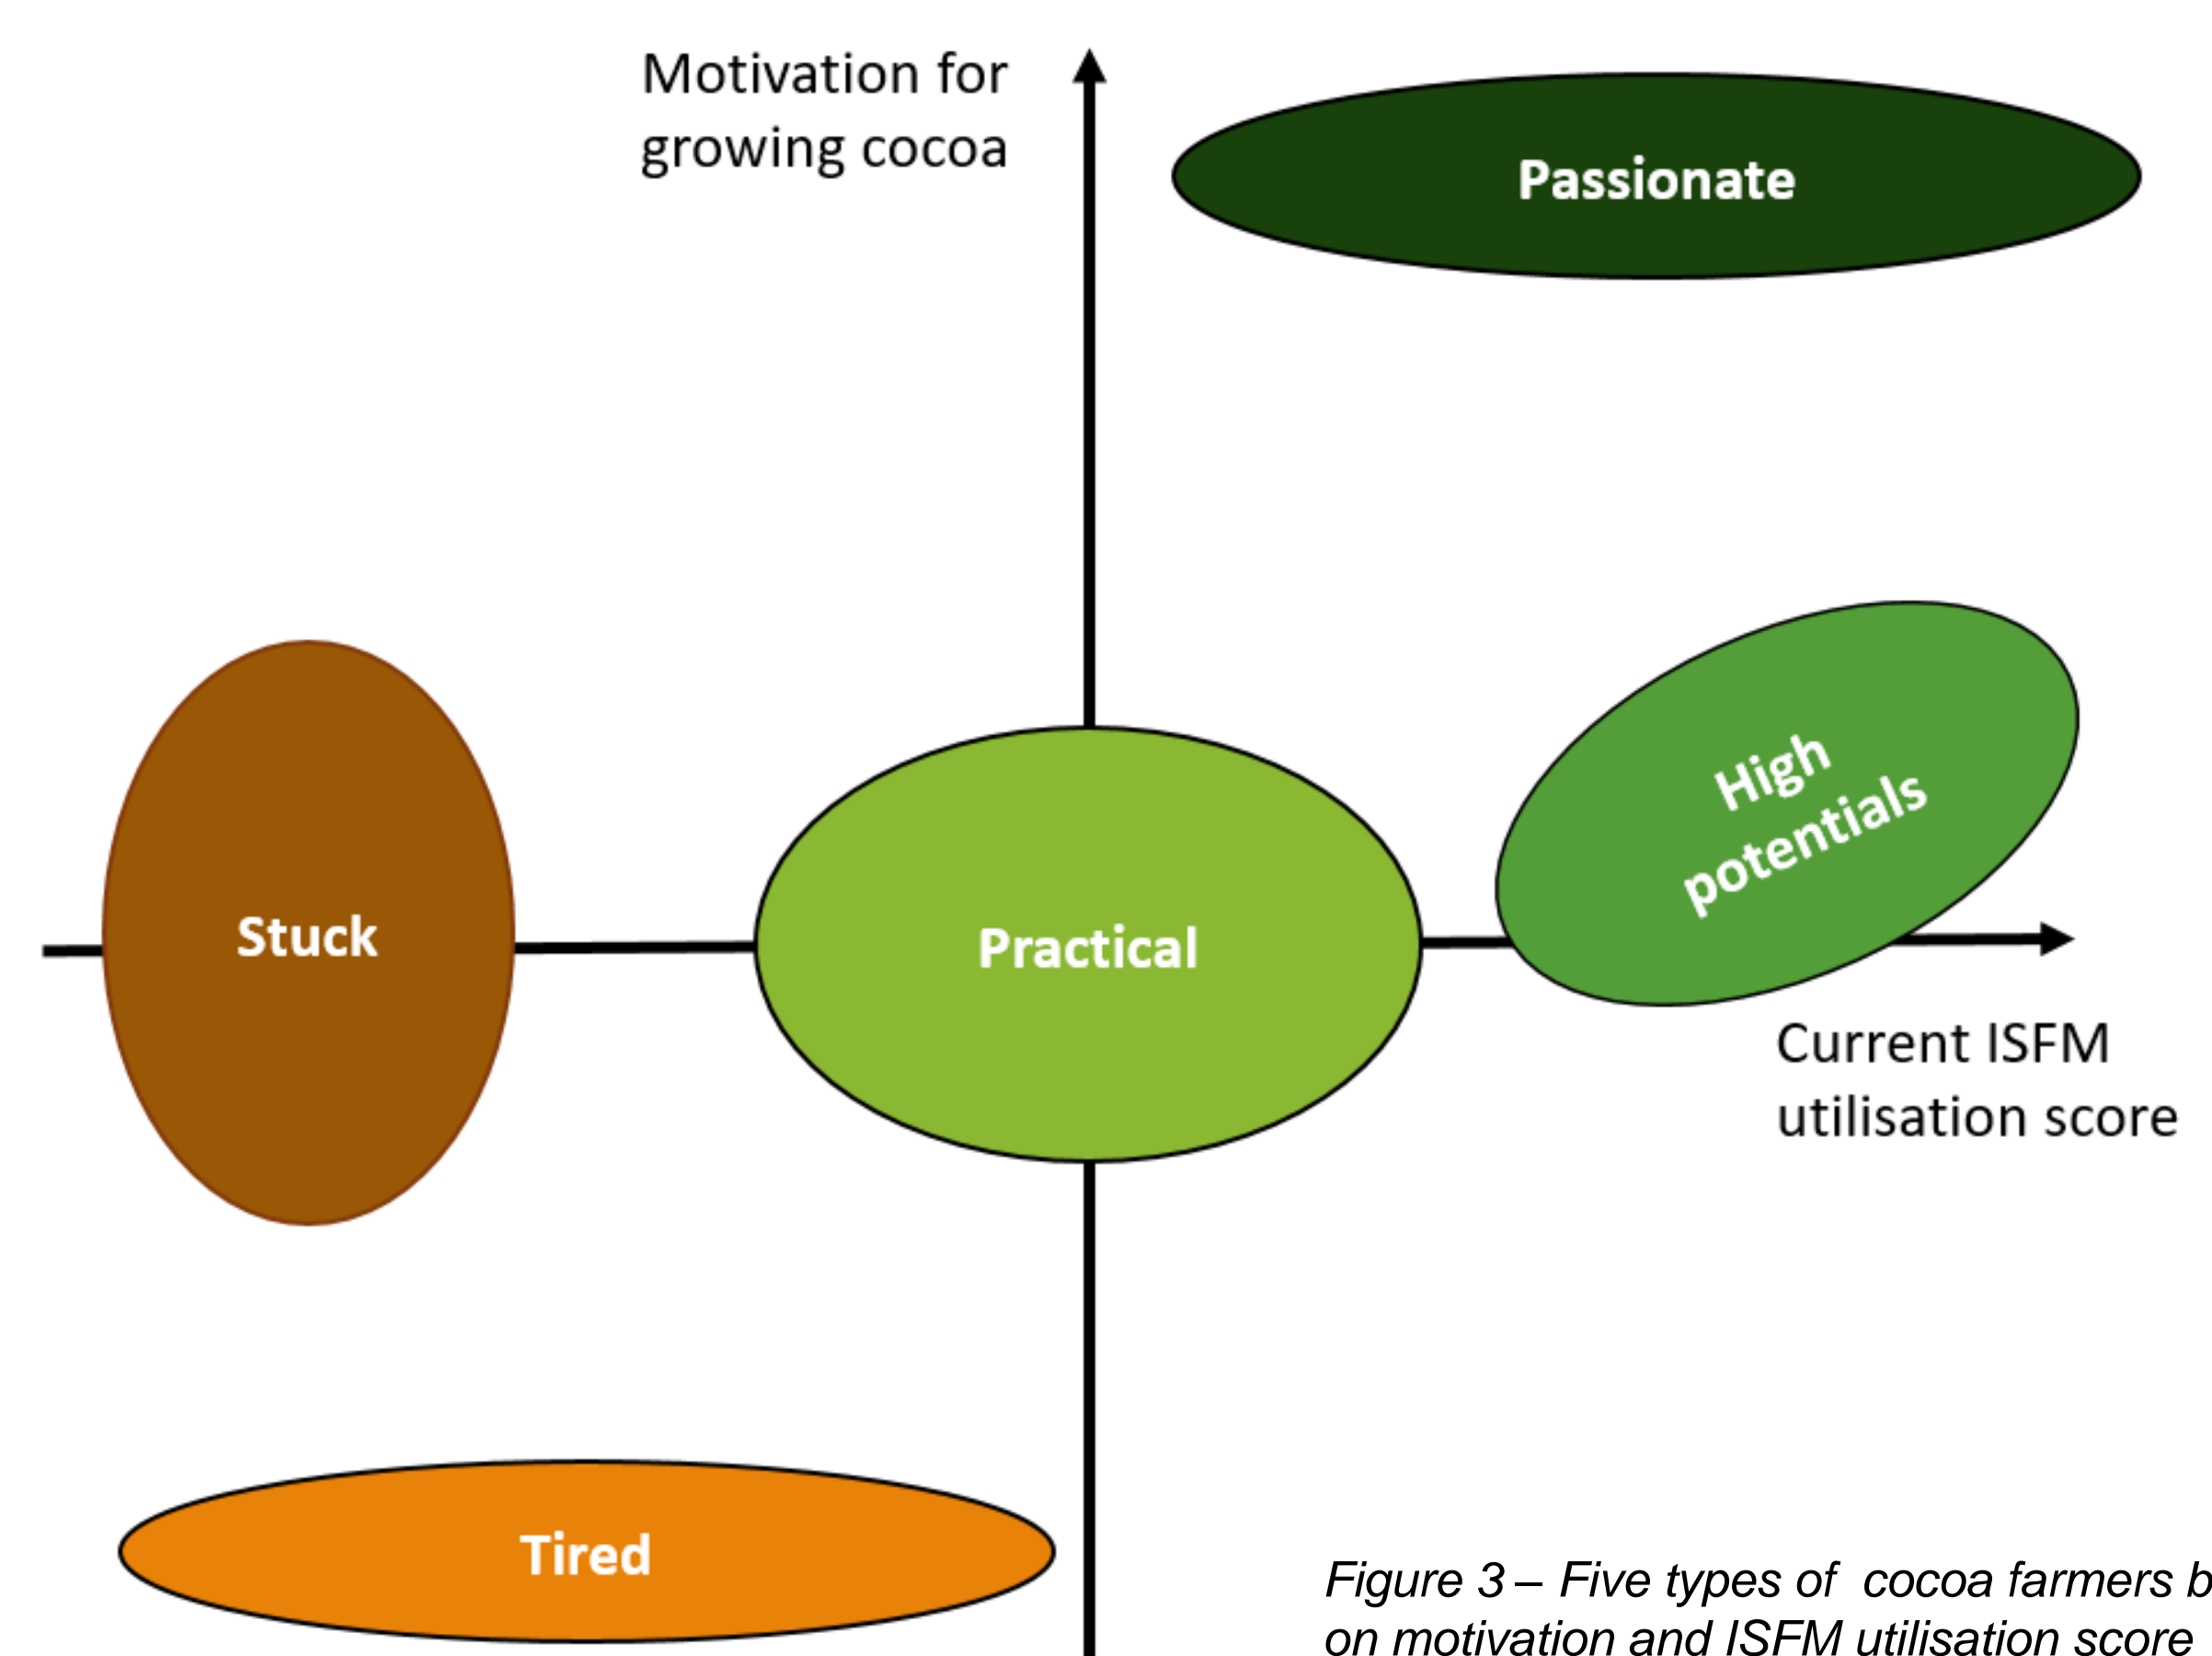 Motivation for
growing cocoa
Passionate
High
potentials
Stuck
Practical
Current ISFM
utilisation score
Tired
Figure 3 – Five types of  cocoa farmers
on motivation and ISFM utilisation score